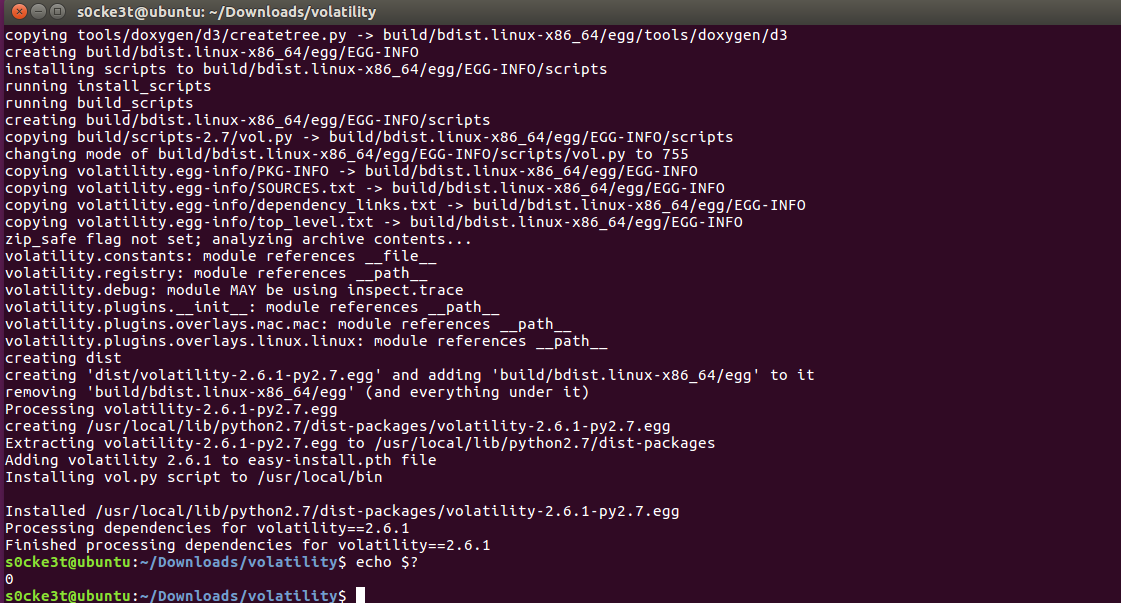 s0cke3t@ubuntu: ~/Downloads/volatility
copying tools/doxygen/d3/createtree.py -> build/bdist.linux-x86_64/egg/tools/doxygen/d3
creating build/bdist.linux-x86_64/egg/EGG-INFO
installing scripts to build/bdist.linux-x86_64/egg/EGG-INFO/scripts
running install_scripts
running build_scripts
creating build/bdist.linux-x86_64/egg/EGG-INFO/scripts
copying build/scripts-2.7/vol.py -> build/bdist.linux-x86_64/egg/EGG-INFO/scripts
changing mode of build/bdist.linux-x86_64/egg/EGG-INFO/scripts/vol.py to 755
copying volatility.egg-info/PKG-INFO -> build/bdist.linux-x86_64/egg/EGG-INFO
copying volatility.egg-info/SOURCES.txt -> build/bdist.linux-x86_64/egg/EGG-INFO
copying volatility.egg-info/dependency_links.txt -> build/bdist.linux-x86_64/egg/EGG-INFO
copying volatility.egg-info/top_level.txt -> build/bdist.linux-x86_64/egg/EGG-INFO
zip_safe flag not set; analyzing archive contents...
volatility.constants: module references __file__
volatility.registry: module references __path__
volatility.debug: module MAY be using inspect.trace
volatility.plugins.__init__: module references __path__
volatility.plugins.overlays.mac.mac: module references __path__
volatility.plugins.overlays.linux.linux: module references __path__
creating dist
creating 'dist/volatility-2.6.1-py2.7.egg' and adding 'build/bdist.linux-x86_64/egg' to it
removing 'build/bdist.linux-x86_64/egg' (and everything under it)
Processing volatility-2.6.1-py2.7.egg
creating /usr/local/lib/python2.7/dist-packages/volatility-2.6.1-py2.7.egg
Extracting volatility-2.6.1-py2.7.egg to /usr/local/lib/python2.7/dist-packages
Adding volatility 2.6.1 to easy-install.pth file
Installing vol.py script to /usr/local/bin
Installed /usr/local/lib/python2.7/dist-packages/volatility-2.6.1-py2.7.egg
Processing dependencies for volatility==2.6.1
Finished processing dependencies for volatility==2.6.1
s0cke3t@ubuntu:~/Downloads/volatility$ echo $?
0
s0cke3t@ubuntu:~/Downloads/volatility$